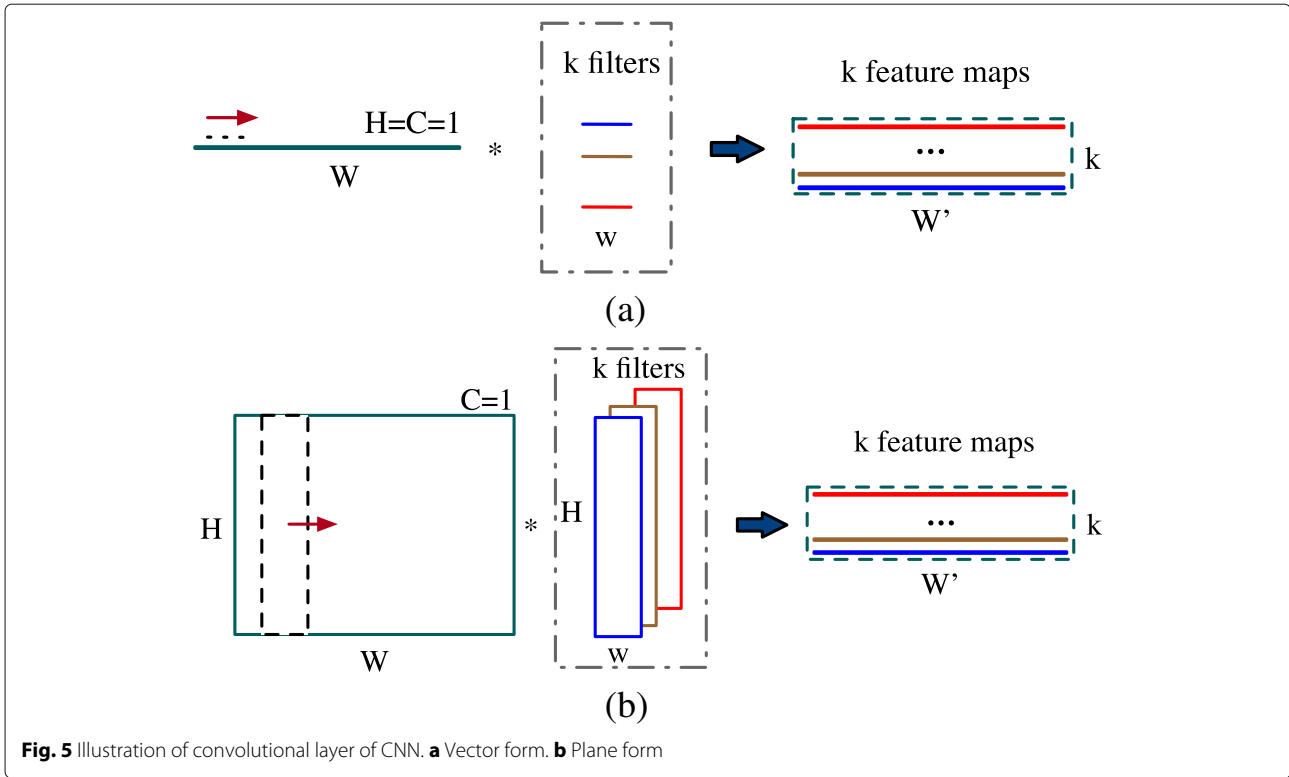 k filters
k feature maps
H=C=1
*
...
k
W
w
W’
(a)
k filters
C=1
k feature maps
H
*
H
...
k
W
w
W’
(b)
Fig. 5 Illustration of convolutional layer of CNN. a Vector form. b Plane form